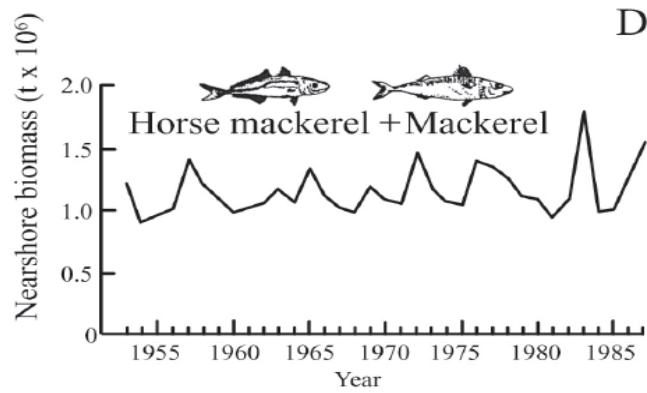 D
Nearshore biomass (t x 10⁶)
2.0
Horse mackerel + Mackerel
1.5
1.0
0.5
0
1955 1960 1965 1970 1975 1980 1985
Year